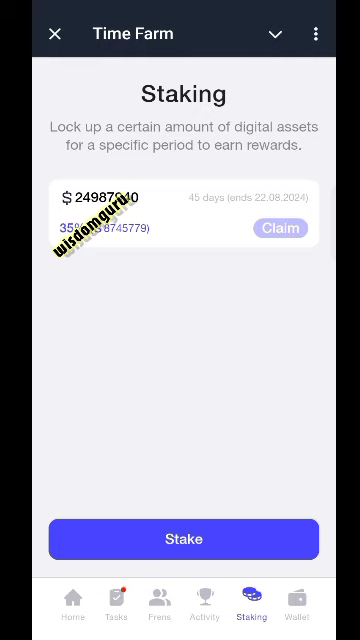 Time Farm
Staking
Lock up a certain amount of digital assets
for a specific period to earn rewards.
45 days (ends 22.08.2024)
35%
8745779)
Claim
wisdomguru
Stake
Home Tasks Frens Activity Staking Wallet